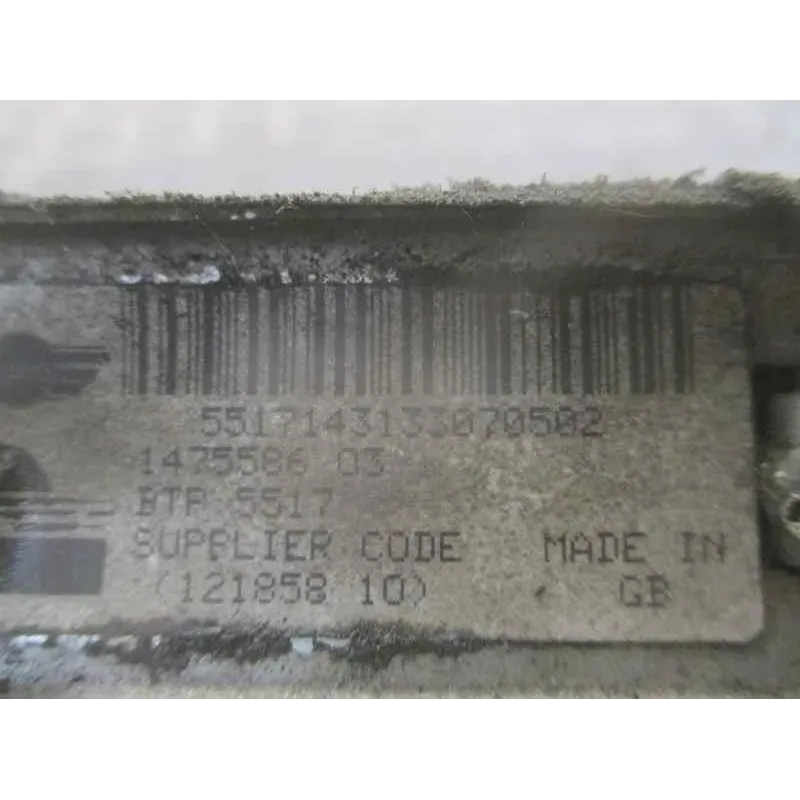 5517143133070502
1475586 03
BTP 5517
SUPPLIER CODE MADE IN
(121858 10) GB